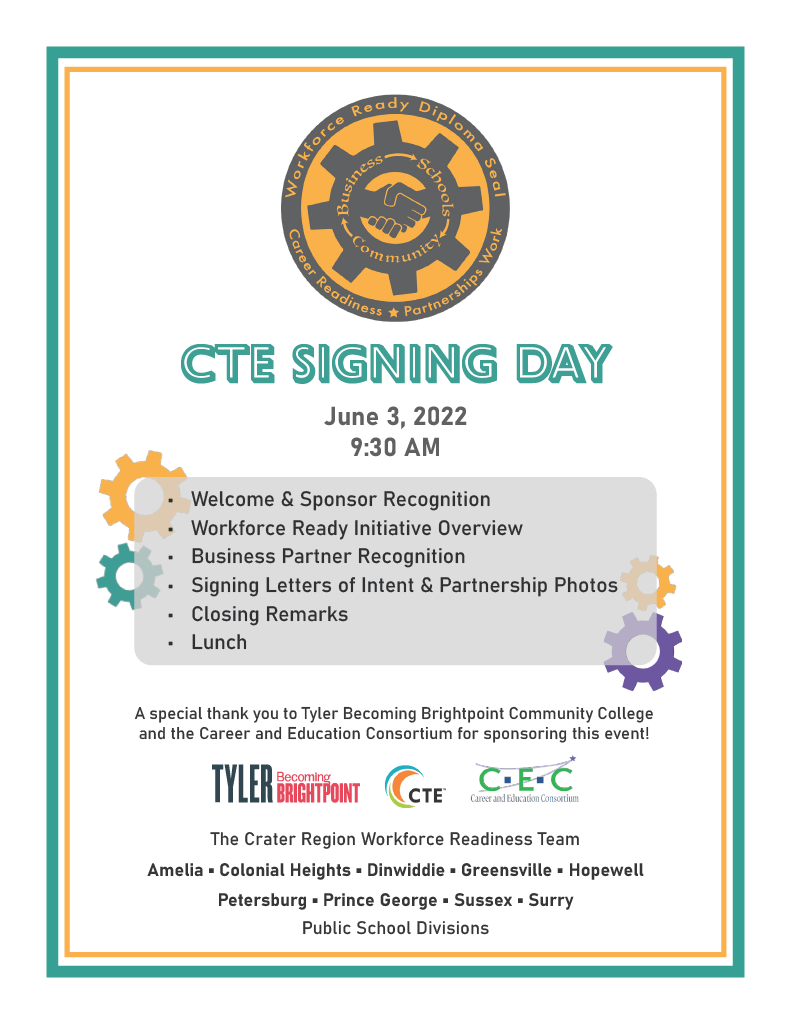 Workforce Ready Diploma Seal
Business
Schools
Community
Career Readiness ★ Partnerships Work
CTE SIGNING DAY
June 3, 2022
9:30 AM
▪ Welcome & Sponsor Recognition
▪ Workforce Ready Initiative Overview
▪ Business Partner Recognition
▪ Signing Letters of Intent & Partnership Photos
▪ Closing Remarks
▪ Lunch
A special thank you to Tyler Becoming Brightpoint Community College
and the Career and Education Consortium for sponsoring this event!
TYLER Becoming
BRIGHTPOINT
CTE™
C▪E▪C
Career and Education Consortium
The Crater Region Workforce Readiness Team
Amelia ▪ Colonial Heights ▪ Dinwiddie ▪ Greensville ▪ Hopewell
Petersburg ▪ Prince George ▪ Sussex ▪ Surry
Public School Divisions